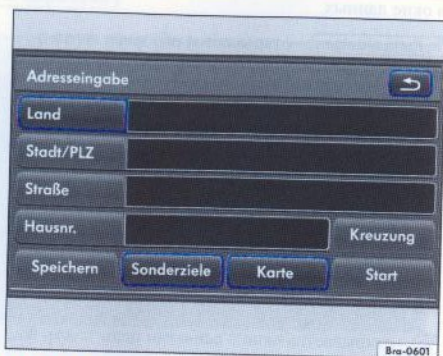 Adresseingabe
Land
Stadt/PLZ
Straße
Hausnr. Kreuzung
Speichern Sonderziele Karte Start
Bra-0601